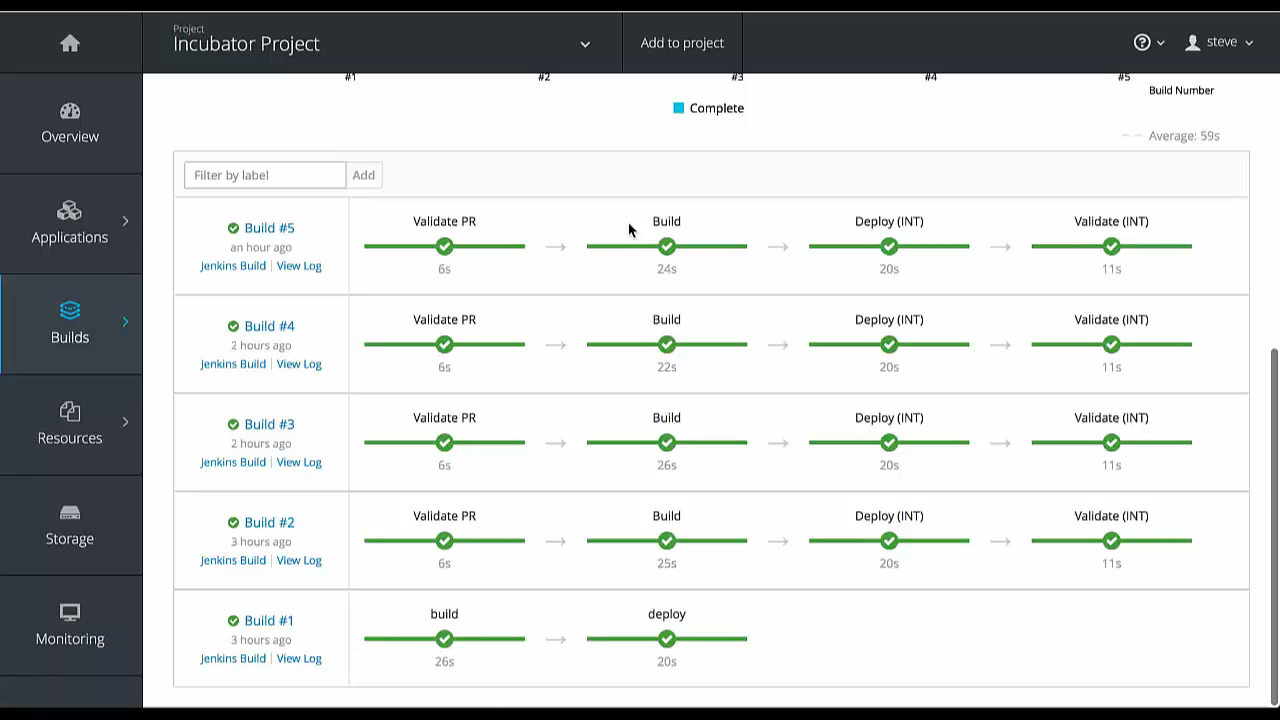 Project
Incubator Project
Add to project
steve
#1 #2 #3 #4 #5
Build Number
Complete
Average: 59s
Overview
Applications
Builds
Resources
Storage
Monitoring
Filter by label Add
Validate PR Build Deploy (INT) Validate (INT)
Build #5
an hour ago
Jenkins Build | View Log
6s 24s 20s 11s
Validate PR Build Deploy (INT) Validate (INT)
Build #4
2 hours ago
Jenkins Build | View Log
6s 22s 20s 11s
Validate PR Build Deploy (INT) Validate (INT)
Build #3
2 hours ago
Jenkins Build | View Log
6s 26s 20s 11s
Validate PR Build Deploy (INT) Validate (INT)
Build #2
3 hours ago
Jenkins Build | View Log
6s 25s 20s 11s
build deploy
Build #1
3 hours ago
Jenkins Build | View Log
26s 20s